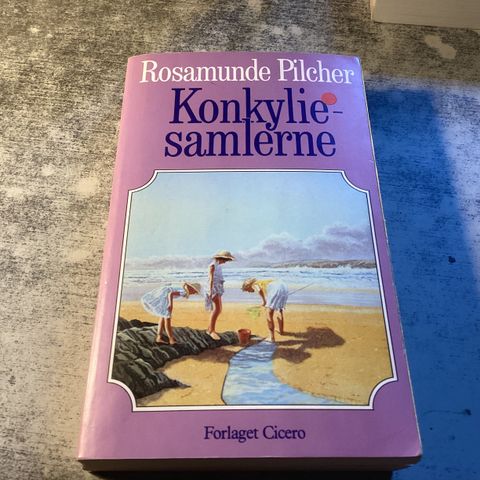 Rosamunde Pilcher
Konkylie-
samlerne
Forlaget Cicero